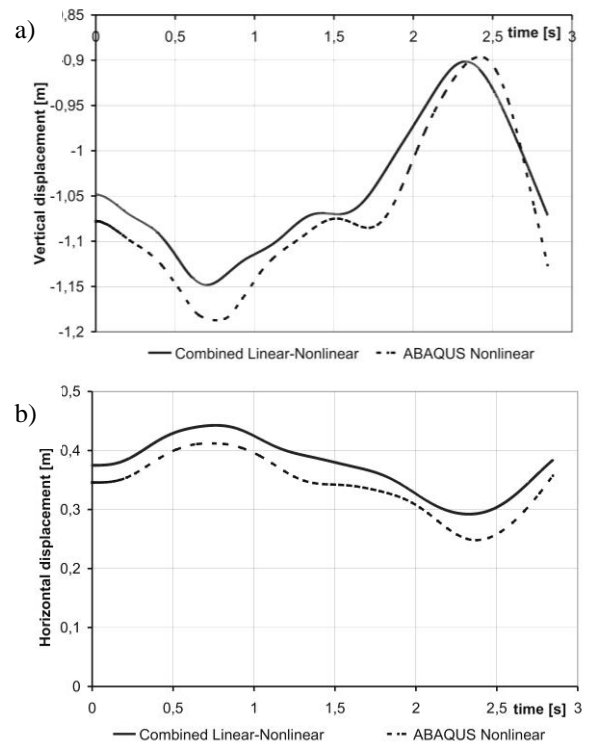 a)
,85
0 0,5 1 1,5 2 2,5 time [s] 3
-0,9
-0,95
-1
-1,05
-1,1
-1,15
-1,2
Vertical displacement [m]
Combined Linear-Nonlinear ABAQUS Nonlinear
b)
0,5
0,4
0,3
0,2
0,1
0
Horizontal displacement [m]
0 0,5 1 1,5 2 2,5 time [s] 3
Combined Linear-Nonlinear ABAQUS Nonlinear